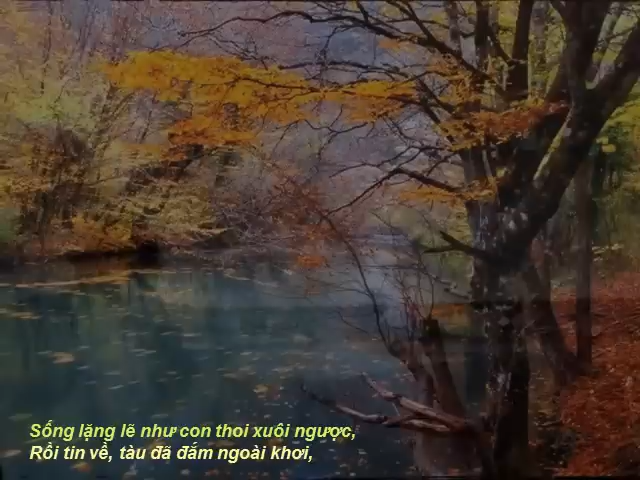 Sống lặng lẽ như con thoi xuôi ngược,
Rồi tin về, tàu đã đắm ngoài khơi,